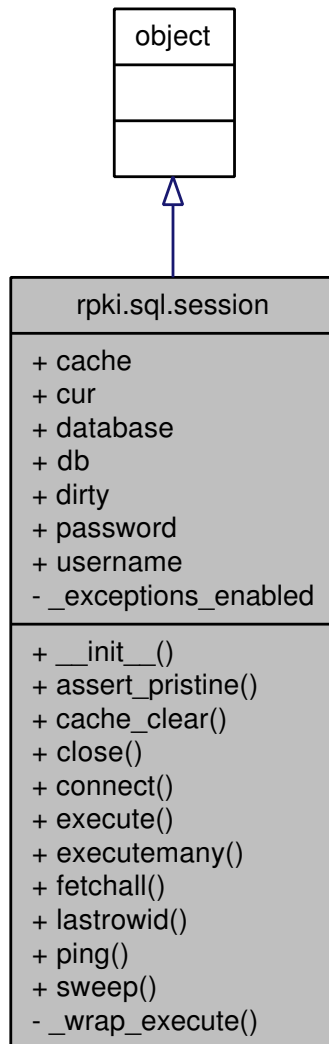 object
rpki.sql.session
+ cache
+ cur
+ database
+ db
+ dirty
+ password
+ username
- _exceptions_enabled
+ __init__()
+ assert_pristine()
+ cache_clear()
+ close()
+ connect()
+ execute()
+ executemany()
+ fetchall()
+ lastrowid()
+ ping()
+ sweep()
- _wrap_execute()